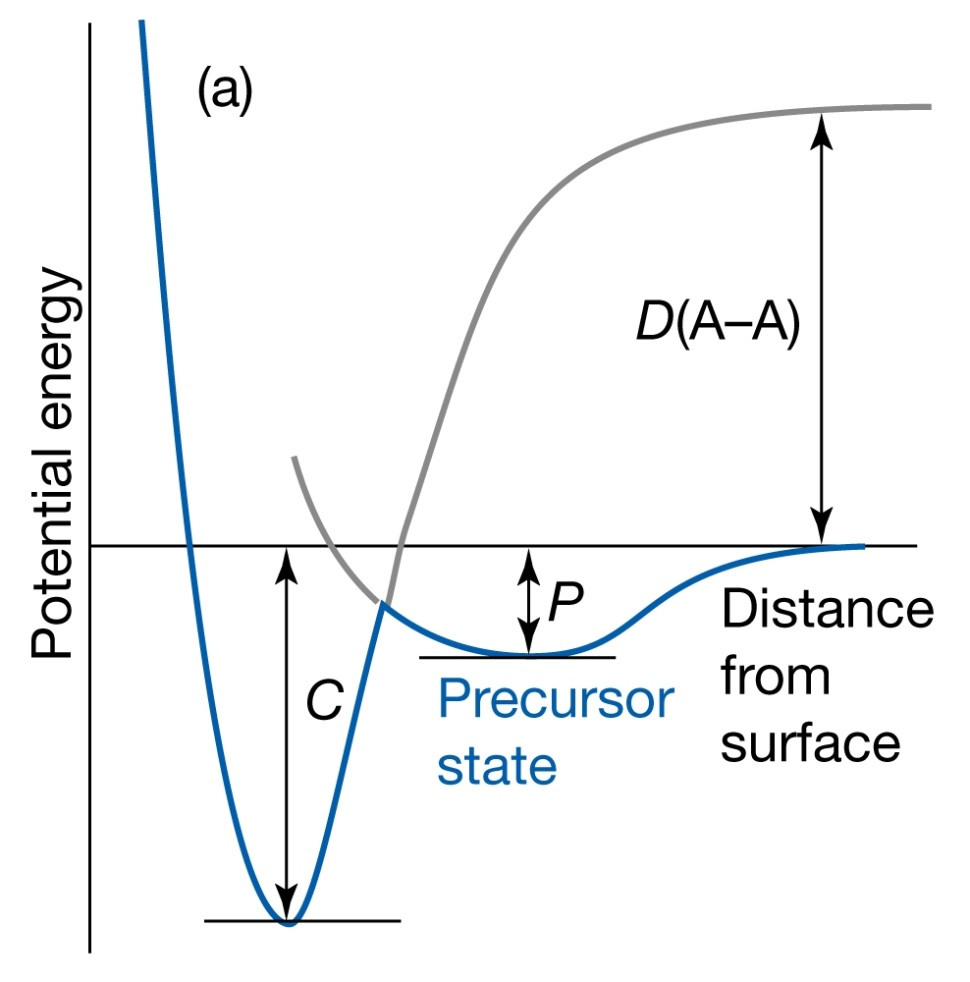 (a)
Potential energy
D(A–A)
P
C
Precursor
state
Distance
from
surface